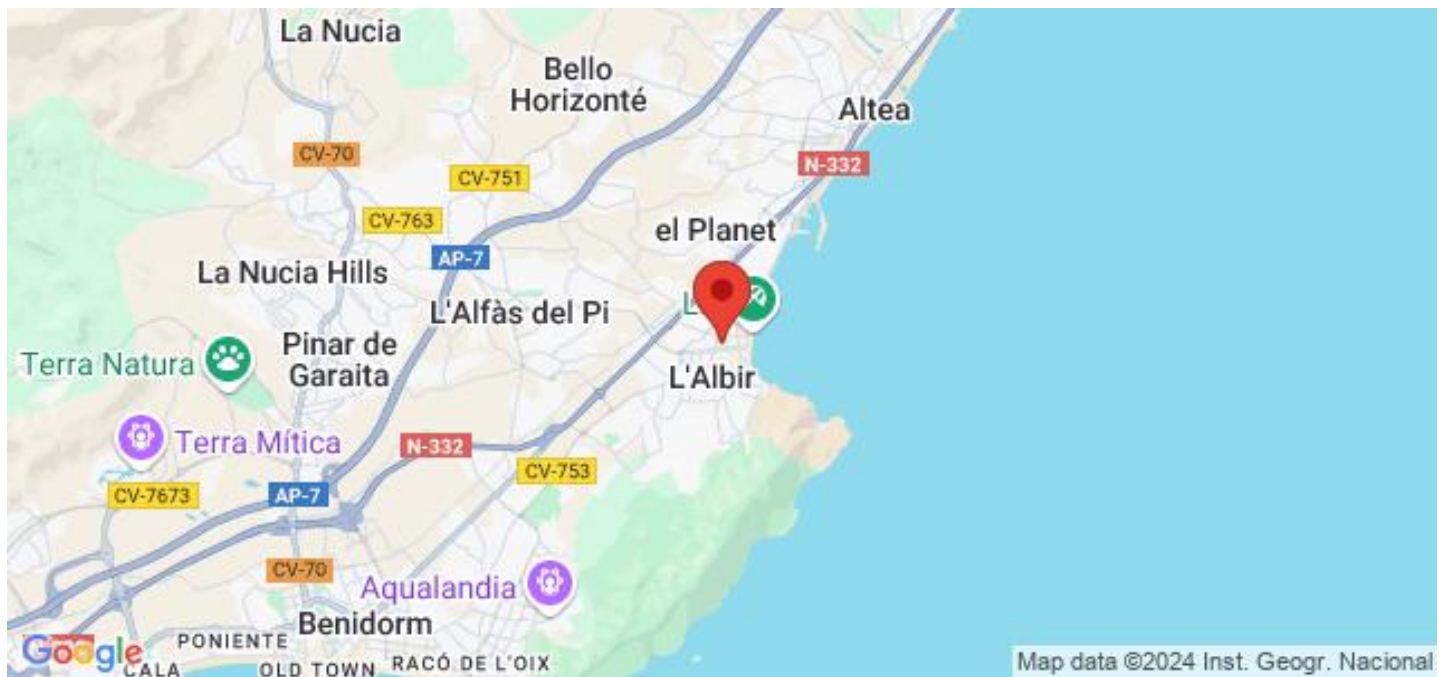 La Nucia
Bello
Horizonté
Altea
CV-70
N-332
CV-751
CV-763
el Planet
AP-7
La Nucia Hills
L'Alfàs del Pi
Pinar de
Garaita
Terra Natura
L'Albir
Terra Mítica
N-332
CV-753
CV-7673
AP-7
CV-70
Aqualandia
Benidorm
PONIENTE
Google
CALA
OLD TOWN
RACÓ DE L'OIX
Map data ©2024 Inst. Geogr. Nacional